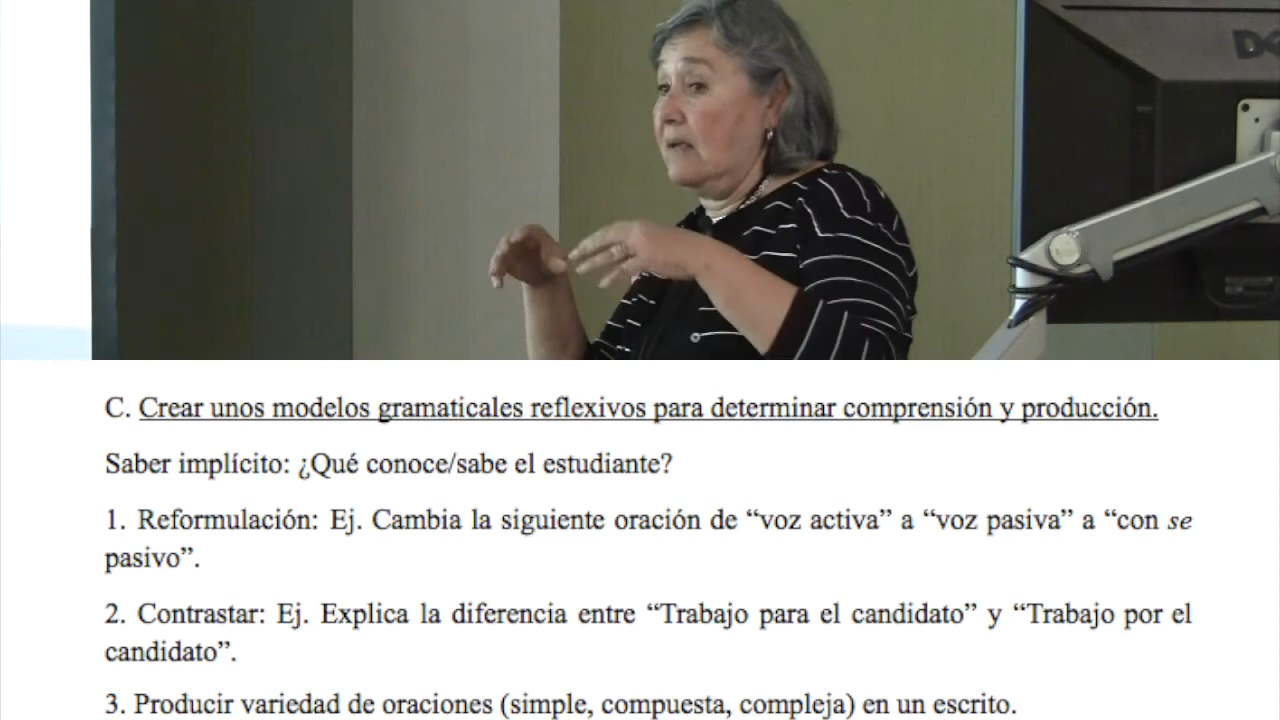 DE
C. Crear unos modelos gramaticales reflexivos para determinar comprensión y producción.
Saber implícito: ¿Qué conoce/sabe el estudiante?
1. Reformulación: Ej. Cambia la siguiente oración de “voz activa” a “voz pasiva” a “con se
pasivo”.
2. Contrastar: Ej. Explica la diferencia entre “Trabajo para el candidato” y “Trabajo por el
candidato”.
3. Producir variedad de oraciones (simple, compuesta, compleja) en un escrito.